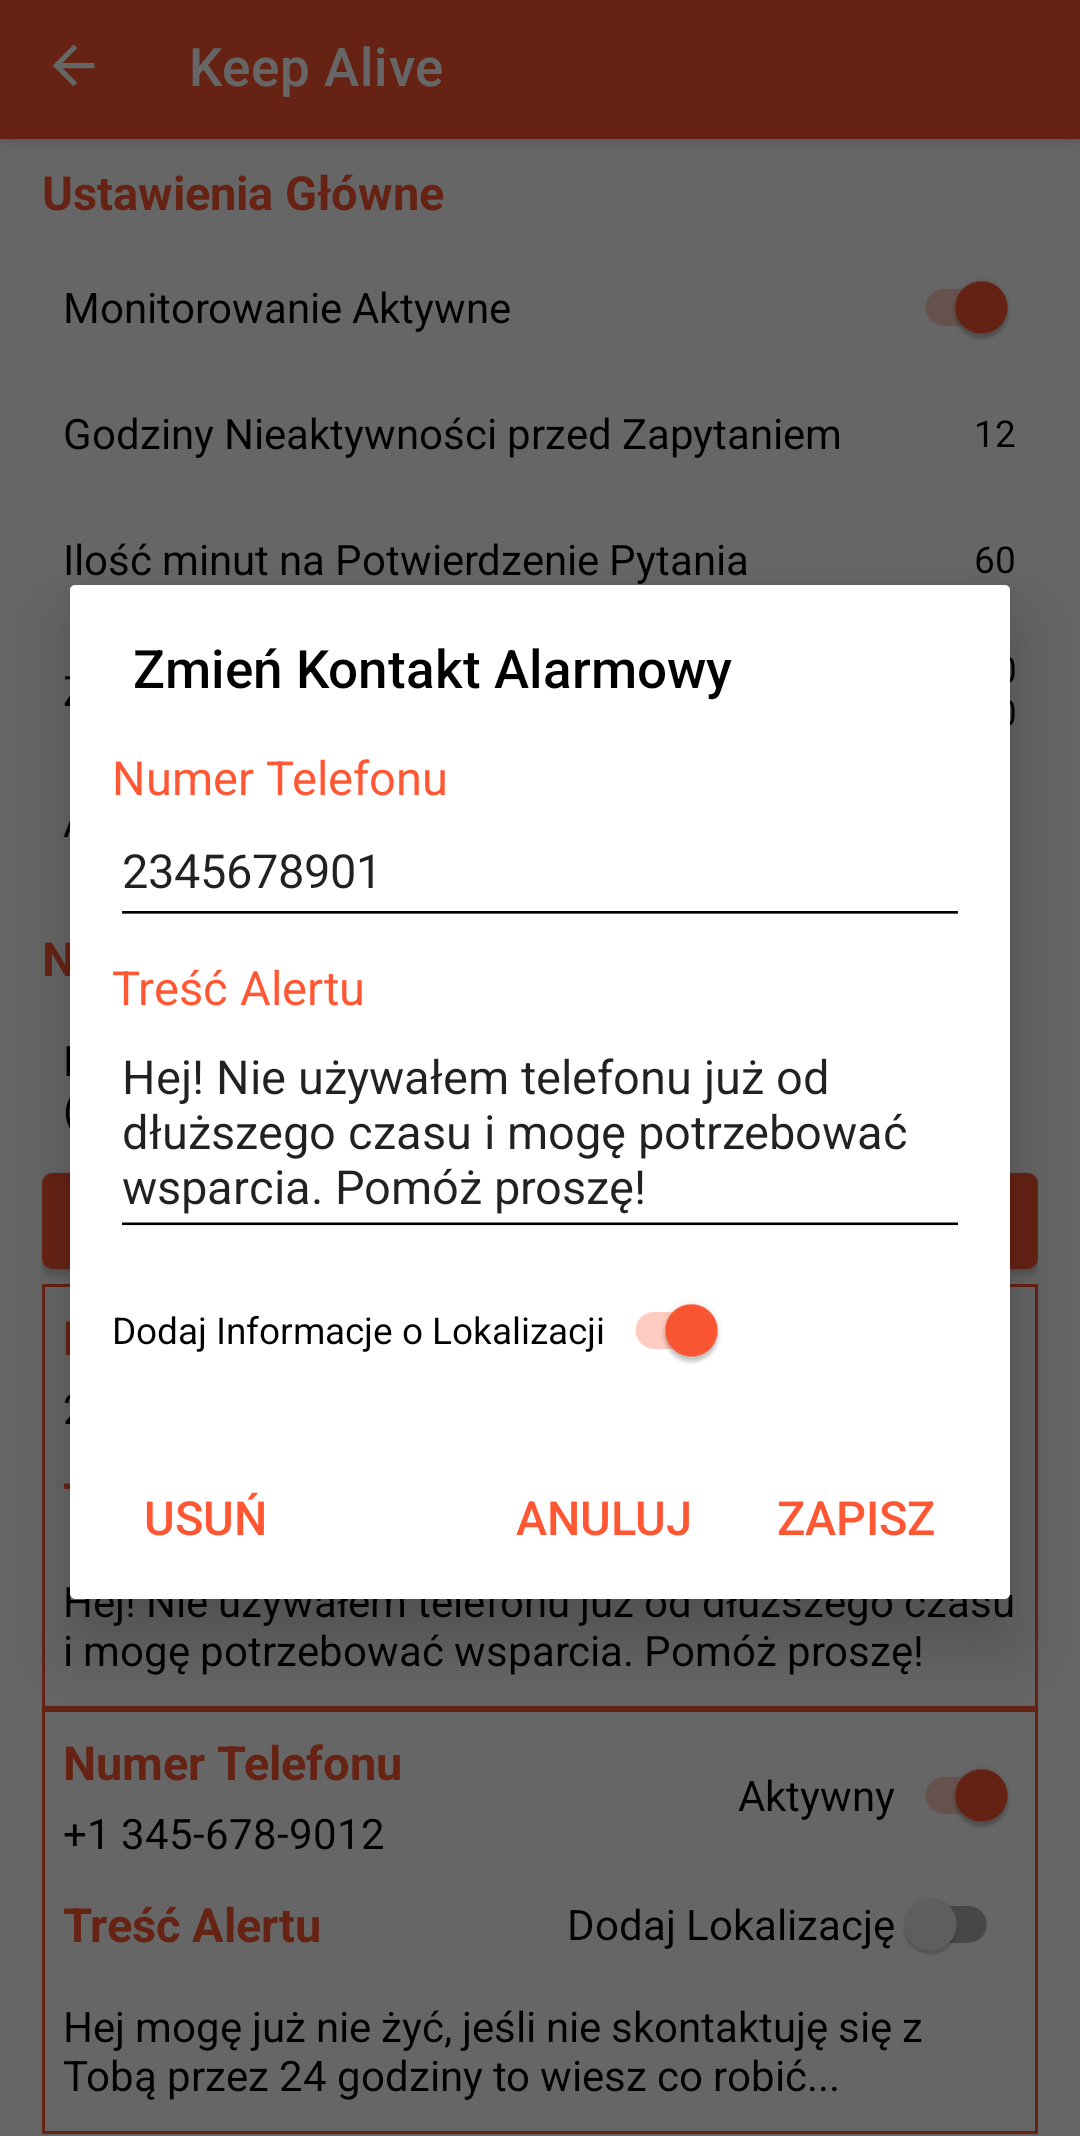 Keep Alive
Ustawienia Główne
Monitorowanie Aktywne
Godziny Nieaktywności przed Zapytaniem 12
Ilość minut na Potwierdzenie Pytania 60
Zmień Kontakt Alarmowy
Numer Telefonu
2345678901
Treść Alertu
Hej! Nie używałem telefonu już od
dłuższego czasu i mogę potrzebować
wsparcia. Pomóż proszę!
Dodaj Informacje o Lokalizacji
USUŃ ANULUJ ZAPISZ
Hej! Nie używałem telefonu już od dłuższego czasu
i mogę potrzebować wsparcia. Pomóż proszę!
Numer Telefonu
Aktywny
+1 345-678-9012
Treść Alertu
Dodaj Lokalizację
Hej mogę już nie żyć, jeśli nie skontaktuję się z
Tobą przez 24 godziny to wiesz co robić...